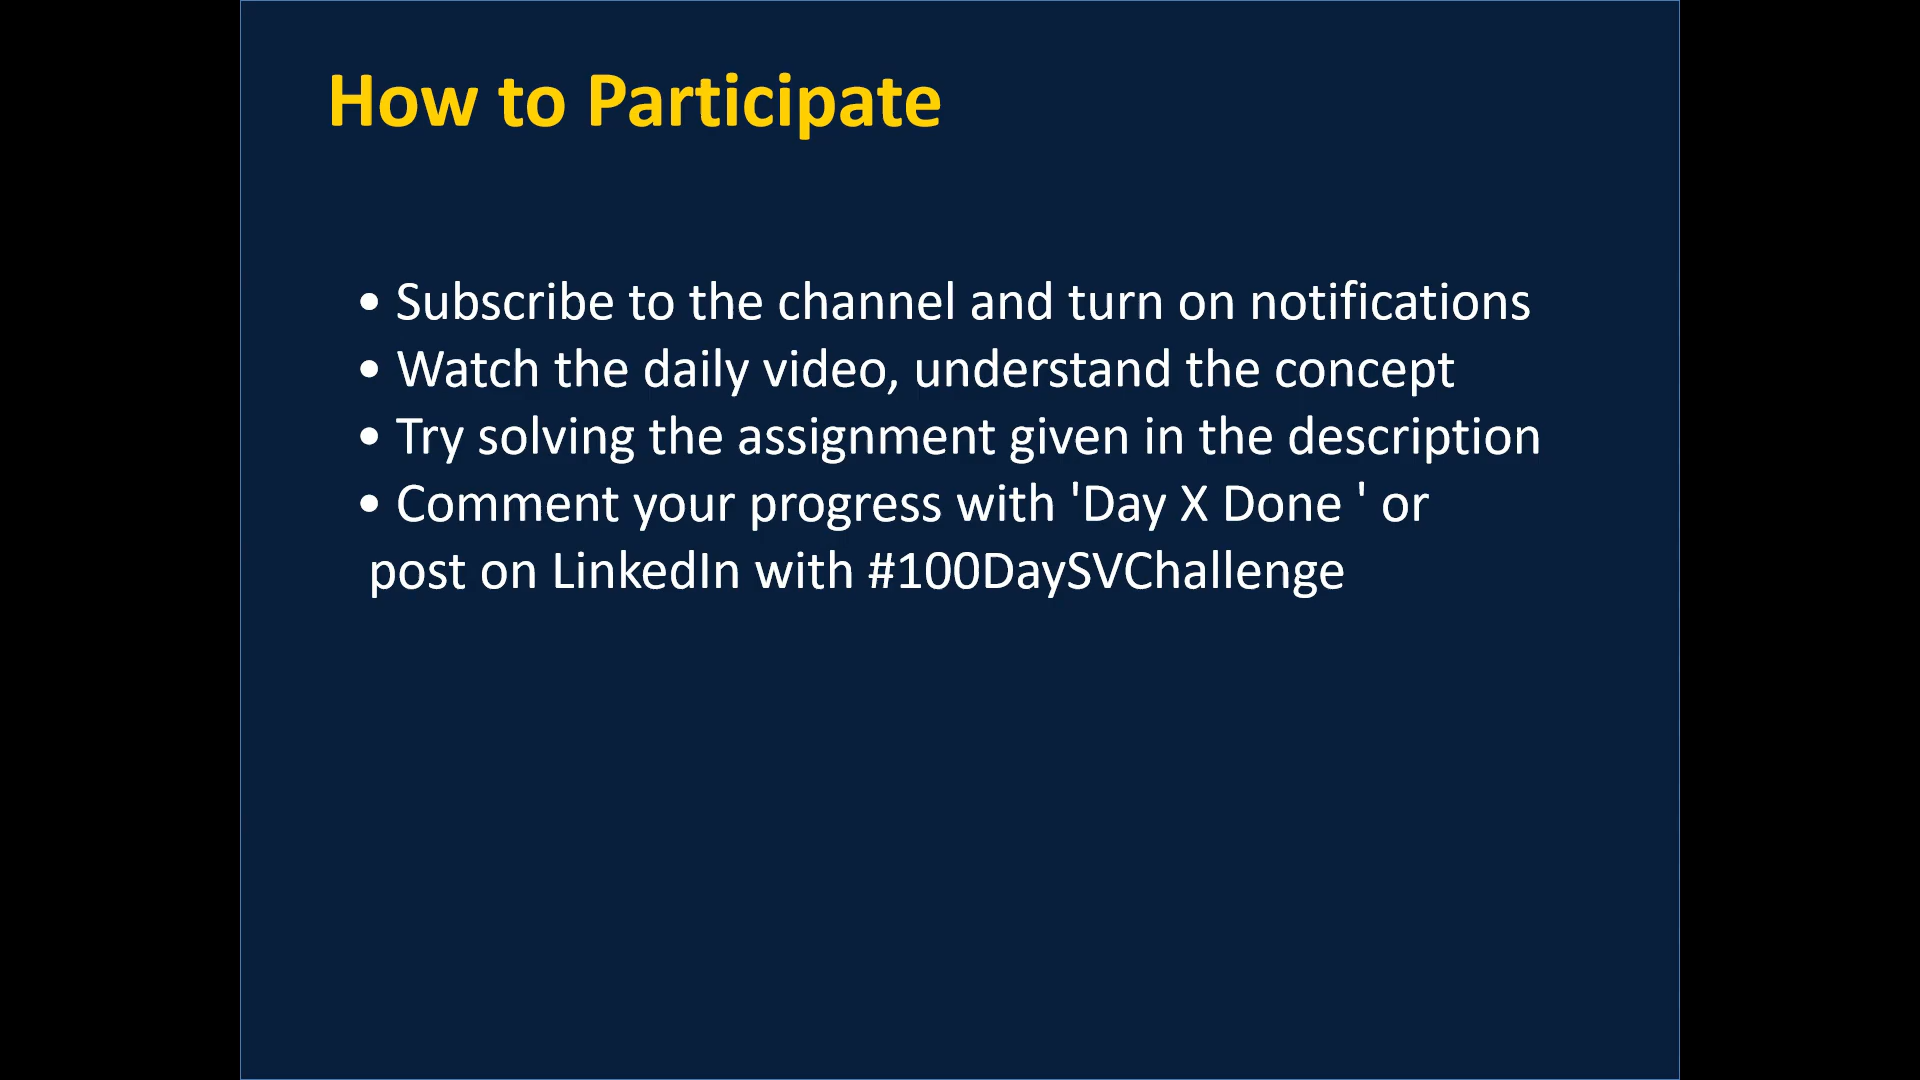 How to Participate
• Subscribe to the channel and turn on notifications
• Watch the daily video, understand the concept
• Try solving the assignment given in the description
• Comment your progress with 'Day X Done ' or
post on LinkedIn with #100DaySVChallenge